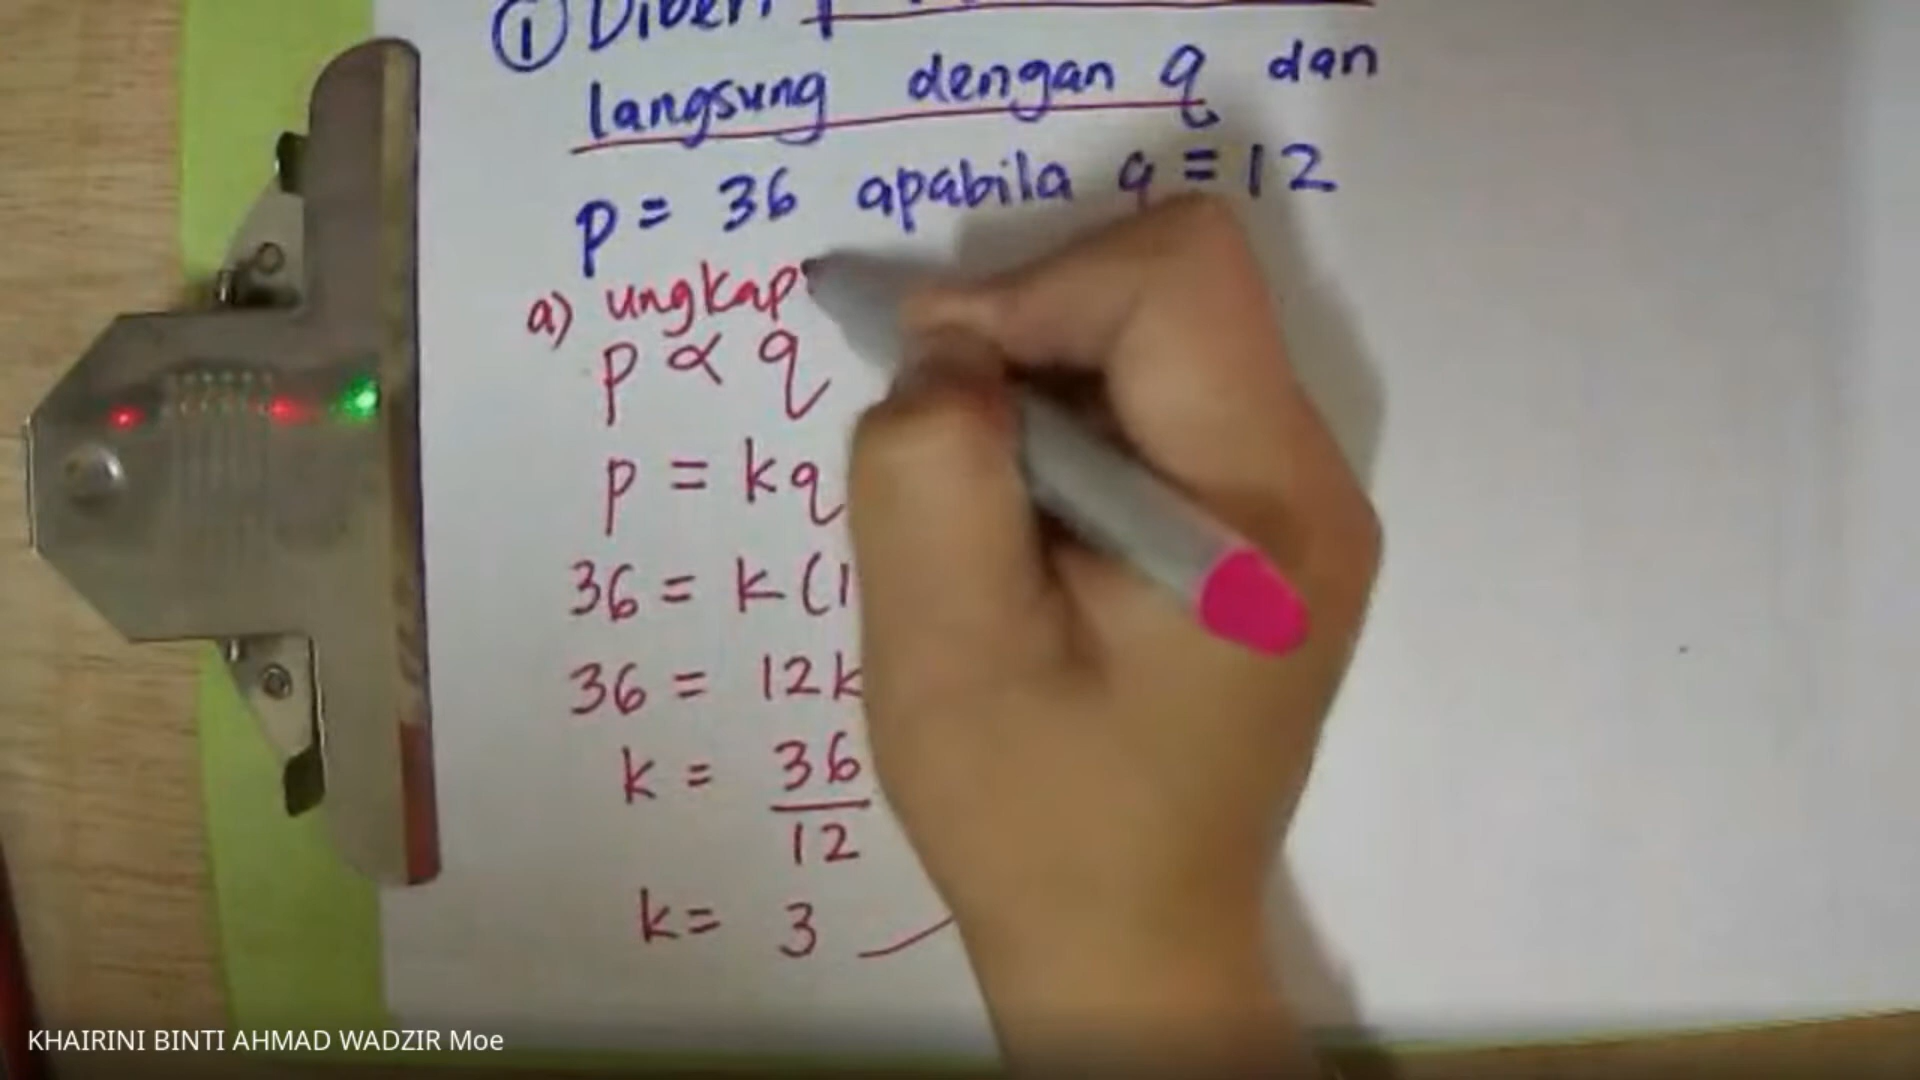 ① Diberi p
langsung dengan q dan
p = 36 apabila q = 12
a) ungkap
p ∝ q
p = kq
36 = k (1
36 = 12k
k = 36/12
k = 3
KHAIRINI BINTI AHMAD WADZIR Moe